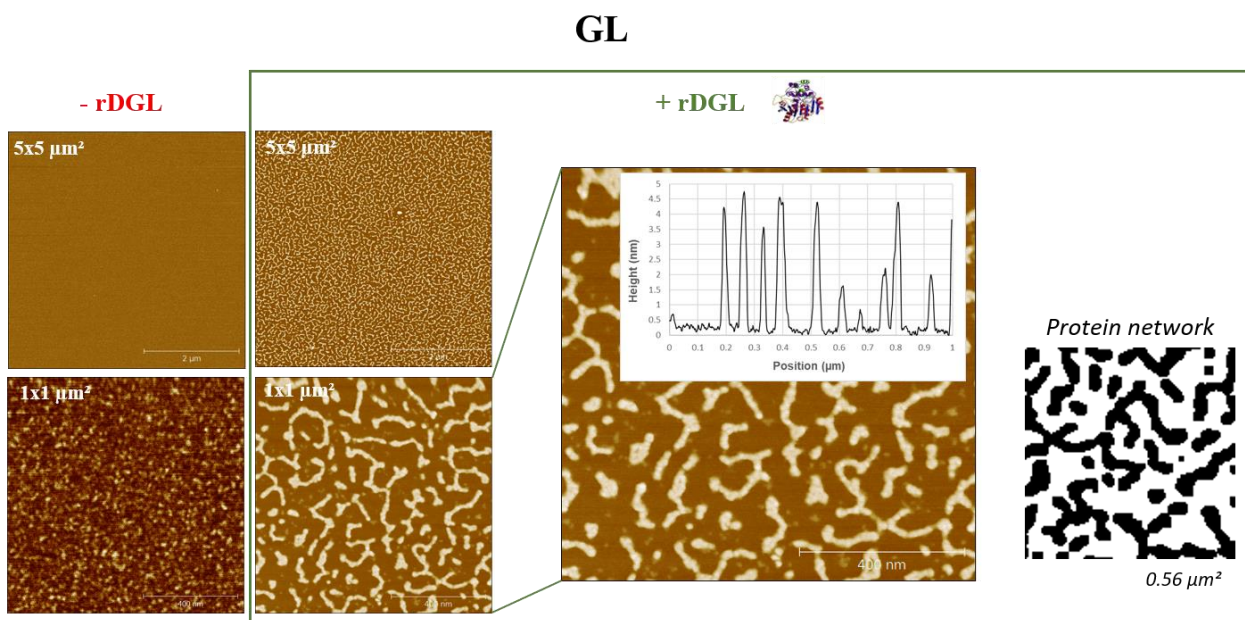 GL
- rDGL
+ rDGL
5x5 µm²
2 µm
5x5 µm²
2 µm
1x1 µm²
400 nm
1x1 µm²
400 nm
5
4.5
4
3.5
3
2.5
2
1.5
1
0.5
0
Height (nm)
0 0.1 0.2 0.3 0.4 0.5 0.6 0.7 0.8 0.9 1
Position (µm)
400 nm
Protein network
0.56 µm²